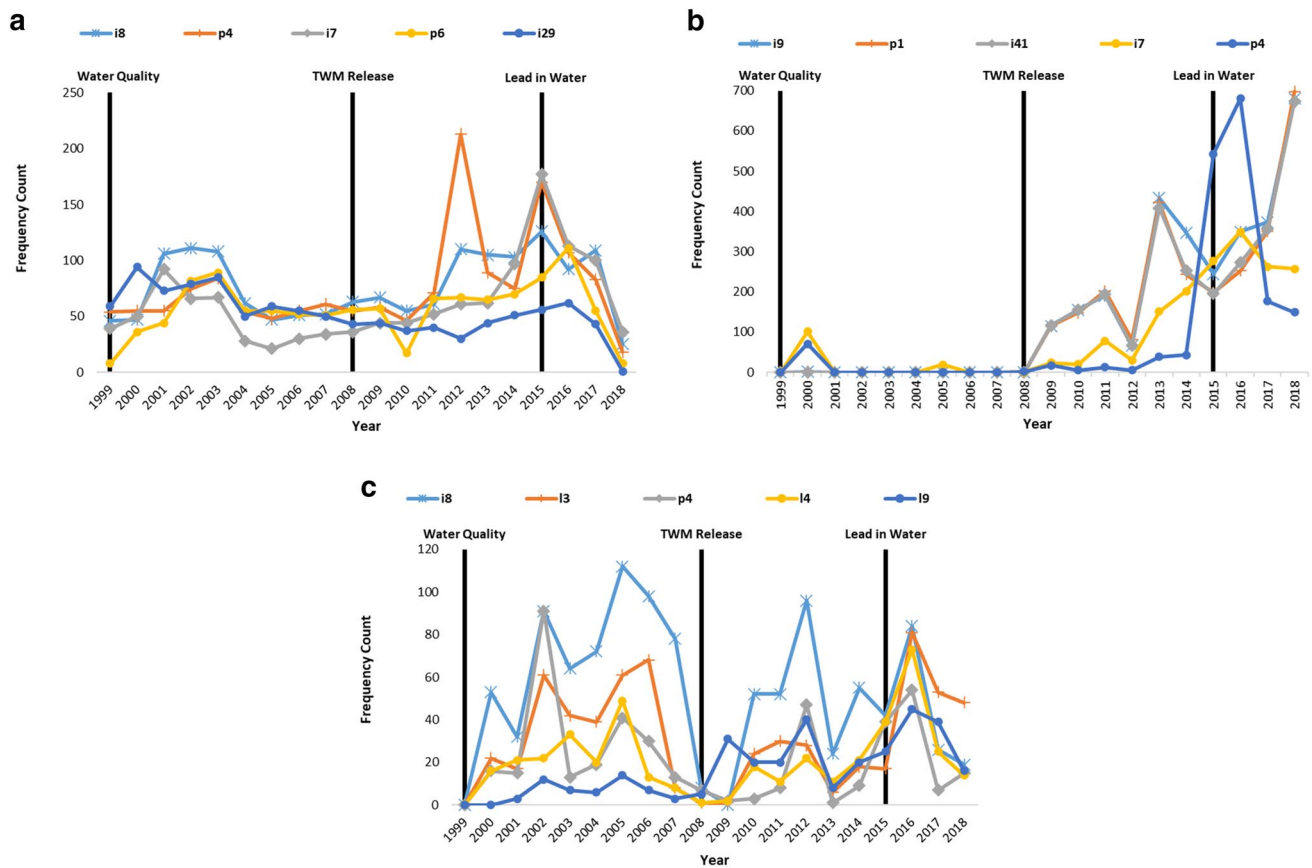 a
i8 p4 i7 p6 i29
Water Quality TWM Release Lead in Water
250
200
150
100
50
0
Frequency Count
1999 2000 2001 2002 2003 2004 2005 2006 2007 2008 2009 2010 2011 2012 2013 2014 2015 2016 2017 2018
Year
b
i9 p1 i41 i7 p4
Water Quality TWM Release Lead in Water
700
600
500
400
300
200
100
0
Frequency Count
1999 2000 2001 2002 2003 2004 2005 2006 2007 2008 2009 2010 2011 2012 2013 2014 2015 2016 2017 2018
Year
c
i8 l3 p4 l4 l9
Water Quality TWM Release Lead in Water
120
100
80
60
40
20
0
Frequency Count
1999 2000 2001 2002 2003 2004 2005 2006 2007 2008 2009 2010 2011 2012 2013 2014 2015 2016 2017 2018
Year